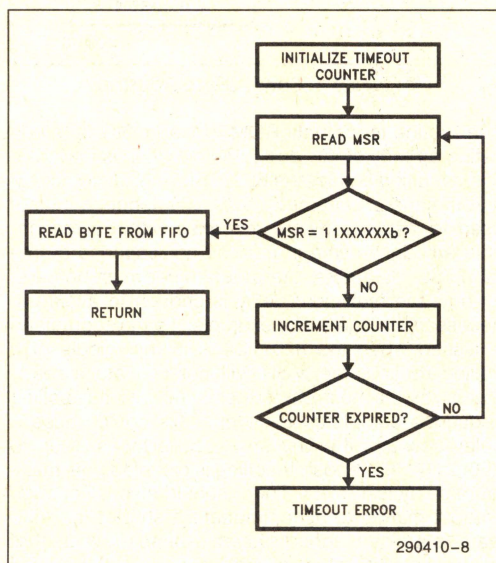 INITIALIZE TIMEOUT
COUNTER
READ MSR
MSR = 11XXXXXXb ?
YES
READ BYTE FROM FIFO
RETURN
NO
INCREMENT COUNTER
COUNTER EXPIRED?
NO
YES
TIMEOUT ERROR
290410-8